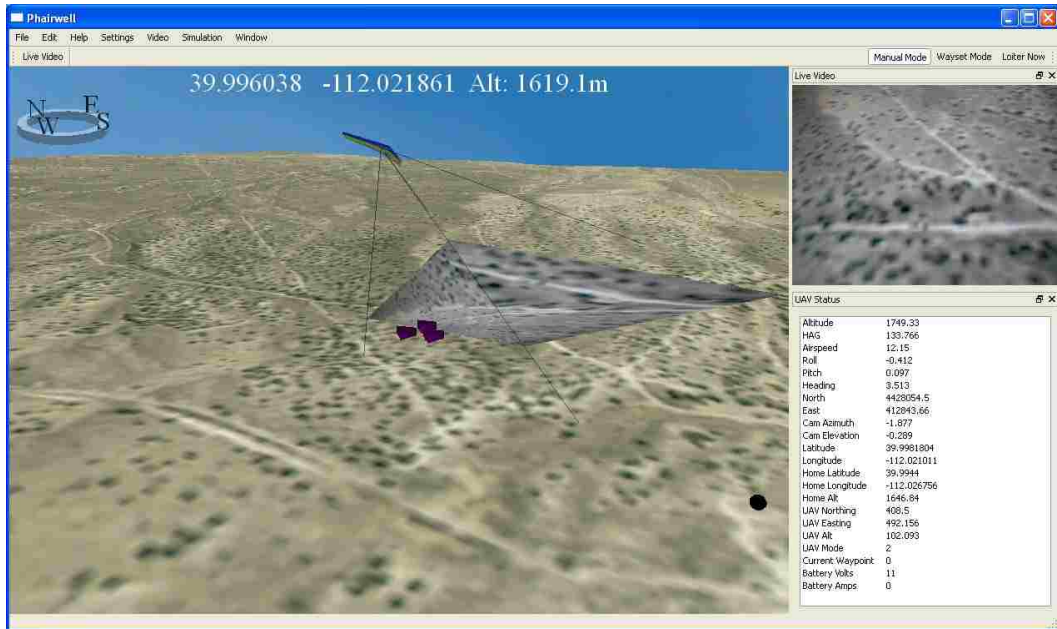 Phairwell
File Edit Help Settings Video Simulation Window
Live Video Manual Mode Wayset Mode Loiter Now
39.996038 -112.021861 Alt: 1619.1m
N E W S
Live Video
UAV Status
Altitude 1749.33
HAG 133.766
Airspeed 12.15
Roll -0.412
Pitch 0.097
Heading 3.513
North 4428054.5
East 412843.66
Cam Azimuth -1.877
Cam Elevation -0.289
Latitude 39.9981804
Longitude -112.021011
Home Latitude 39.9944
Home Longitude -112.026756
Home Alt 1646.84
UAV Northing 408.5
UAV Easting 492.156
UAV Alt 102.093
UAV Mode 2
Current Waypoint 0
Battery Volts 11
Battery Amps 0